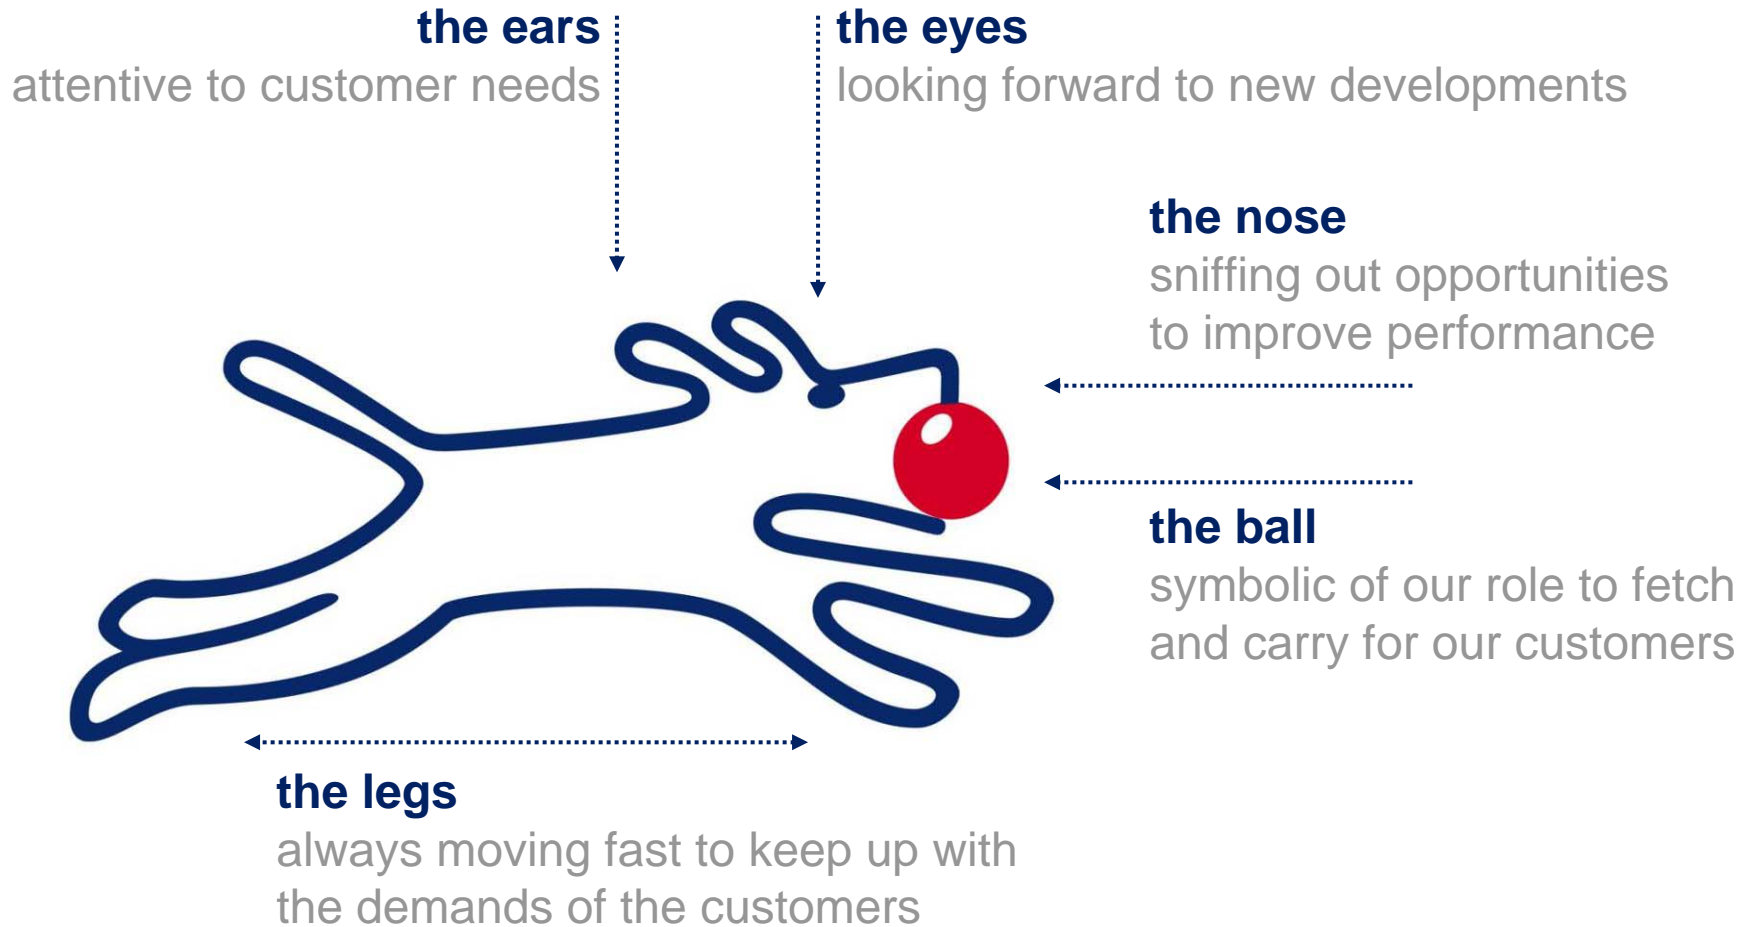 the ears
attentive to customer needs
the eyes
looking forward to new developments
the nose
sniffing out opportunities
to improve performance
the ball
symbolic of our role to fetch
and carry for our customers
the legs
always moving fast to keep up with
the demands of the customers